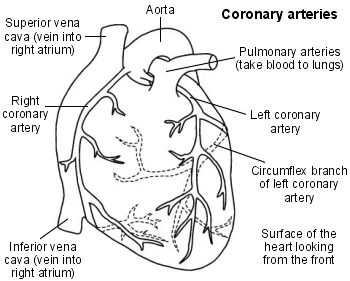 Coronary arteries
Aorta
Superior vena
cava (vein into
right atrium)
Pulmonary arteries
(take blood to lungs)
Right
coronary
artery
Left coronary
artery
Circumflex branch
of left coronary
artery
Inferior vena
cava (vein into
right atrium)
Surface of the
heart looking
from the front